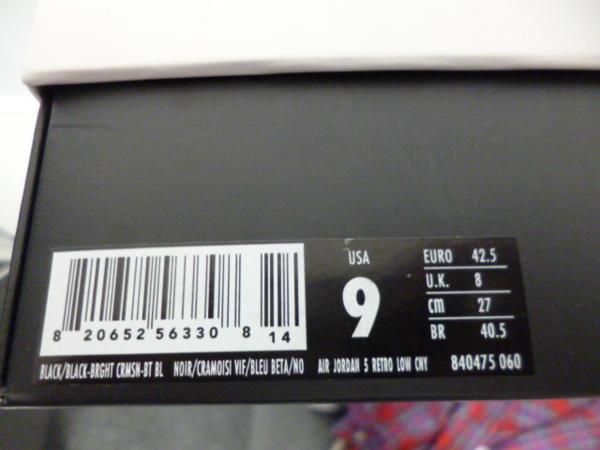 USA
9
EURO 42.5
U.K. 8
cm 27
BR 40.5
8 20652 56330 8 14
BLACK/BLACK-BRGHT CRMSN-BT BL NOIR/CRAMOISI VIF/BLEU BETA/NO AIR JORDAN 5 RETRO LOW CNY 840475 060